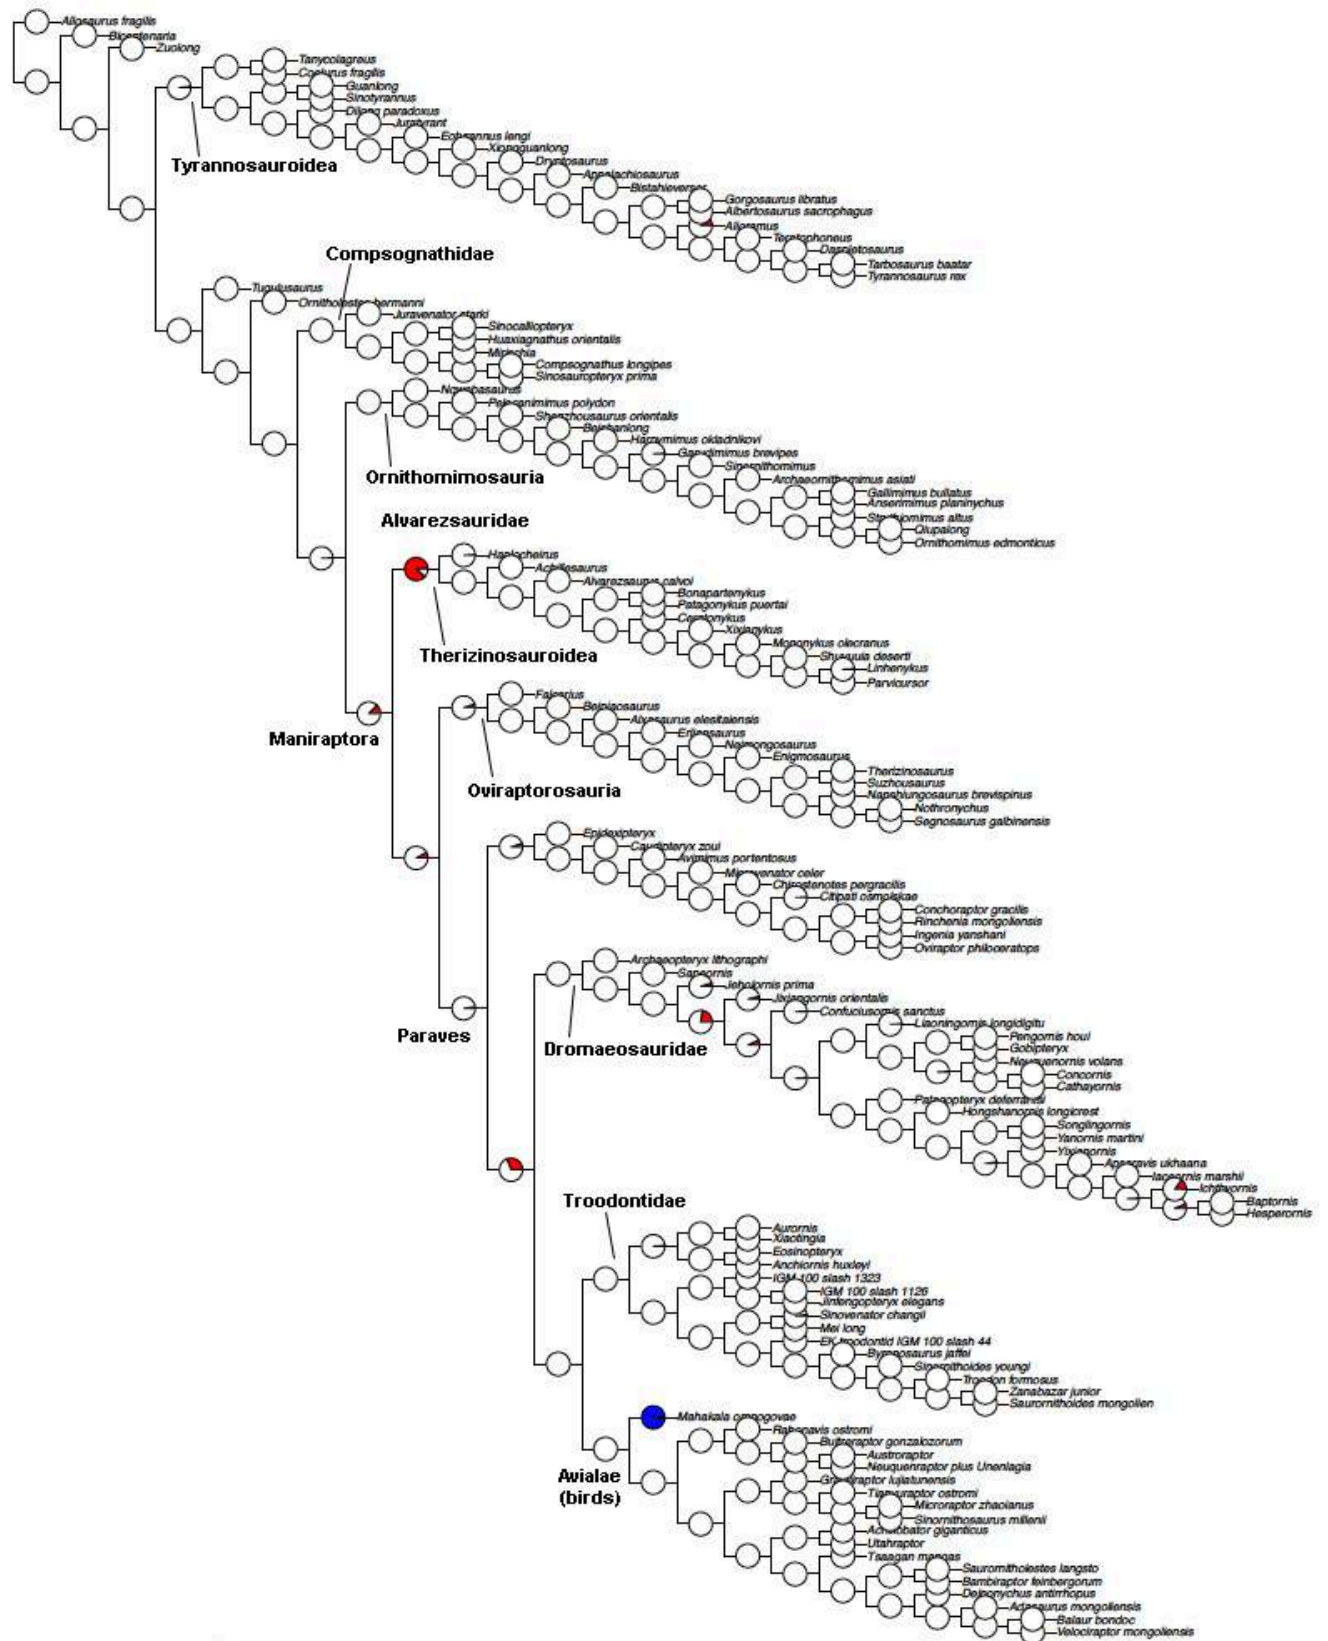 Allosaurus fragilis
Bicentenaria
Zuolong
Tanycolagreus
Coelurus fragilis
Guanlong
Sinotyrannus
Dilong paradoxus
Juratyrant
Eotyrannus lengi
Xiongguanlong
Tyrannosauroidea
Dryptosaurus
Appalachiosaurus
Bistahieversor
Gorgosaurus libratus
Albertosaurus sacrophagus
Alioramus
Teratophoneus
Daspletosaurus
Compsognathidae
Tarbosaurus baatar
Tyrannosaurus rex
Tugulusaurus
Ornitholestes hermanni
Juravenator starki
Sinocalliopteryx
Huaxiagnathus orientalis
Mirischia
Compsognathus longipes
Sinosauropteryx prima
Nqwebasaurus
Pelecanimimus polydon
Shenzhousaurus orientalis
Beishanlong
Harpymimus okladnikovi
Garudimimus brevipes
Sinornithomimus
Ornithomimosauria
Archaeornithomimus asiati
Gallimimus bullatus
Anserimimus planinychus
Struthiomimus altus
Alvarezsauridae
Qiupalong
Ornithomimus edmonticus
Haplocheirus
Achillesaurus
Alvarezsaurus calvoi
Bonapartenykus
Patagonykus puertai
Ceratonykus
Xixianykus
Mononykus olecranus
Therizinosauroidea
Shuvuuia deserti
Linhenykus
Parvicursor
Falcarius
Beipiaosaurus
Alxasaurus elesitaiensis
Erliansaurus
Maniraptora
Neimongosaurus
Enigmosaurus
Therizinosaurus
Suzhousaurus
Oviraptorosauria
Nanshiungosaurus brevispinus
Nothronychus
Segnosaurus galbinensis
Epidexipteryx
Caudipteryx zoui
Avimimus portentosus
Microvenator celer
Chirostenotes pergracilis
Citipati osmolskae
Conchoraptor gracilis
Rinchenia mongoliensis
Ingenia yanshani
Oviraptor philoceratops
Archaeopteryx lithographi
Sapeornis
Jeholornis prima
Jixiangornis orientalis
Confuciusornis sanctus
Liaoningornis longidigitu
Paraves
Pengornis houi
Dromaeosauridae
Gobipteryx
Neuquenornis volans
Concornis
Cathayornis
Patagopteryx deferrariisi
Hongshanornis longicrest
Songlingornis
Yanornis martini
Yixianornis
Apsaravis ukhaana
Iaceornis marshii
Ichthyornis
Troodontidae
Baptornis
Hesperornis
Aurornis
Xiaotingia
Eosinopteryx
Anchiornis huxleyi
IGM 100 slash 1323
IGM 100 slash 1126
Jinfengopteryx elegans
Sinovenator changii
Mei long
EK troodontid IGM 100 slash 44
Byronosaurus jaffei
Sinornithoides youngi
Troodon formosus
Zanabazar junior
Saurornithoides mongolien
Mahakala omnogovae
Rahonavis ostromi
Buitreraptor gonzalozorum
Austroraptor
Neuquenraptor plus Unenlagia
Avialae
(birds)
Graciliraptor lujiatunensis
Tianyuraptor ostromi
Microraptor zhaoianus
Sinornithosaurus millenii
Achillobator giganticus
Utahraptor
Tsaagan mangas
Saurornitholestes langsto
Bambiraptor feinbergorum
Deinonychus antirrhopus
Adasaurus mongoliensis
Balaur bondoc
Velociraptor mongoliensis